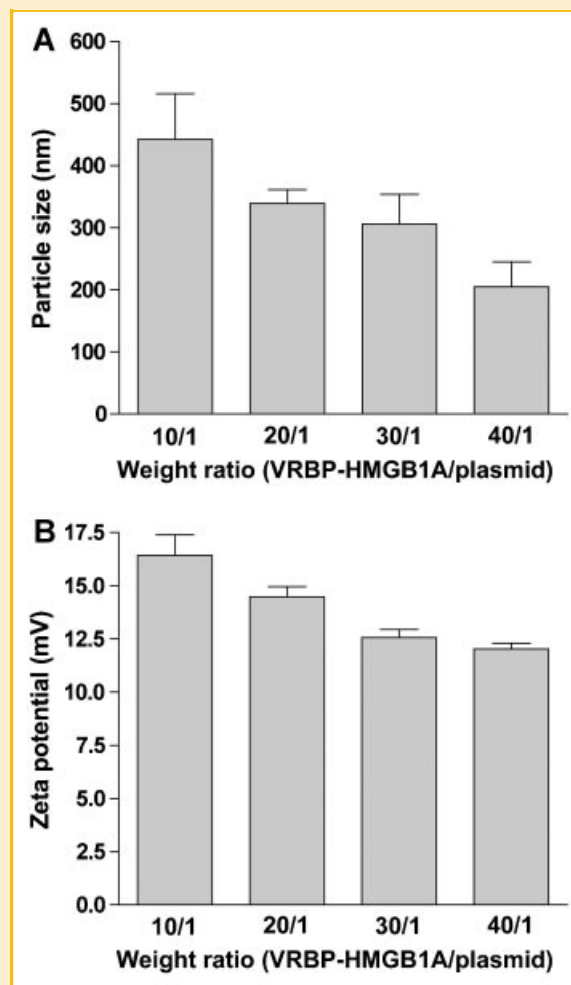 A
600
500
400
300
200
100
0
Particle size (nm)
10/1 20/1 30/1 40/1
Weight ratio (VRBP-HMGB1A/plasmid)
B
17.5
15.0
12.5
10.0
7.5
5.0
2.5
0.0
Zeta potential (mV)
10/1 20/1 30/1 40/1
Weight ratio (VRBP-HMGB1A/plasmid)